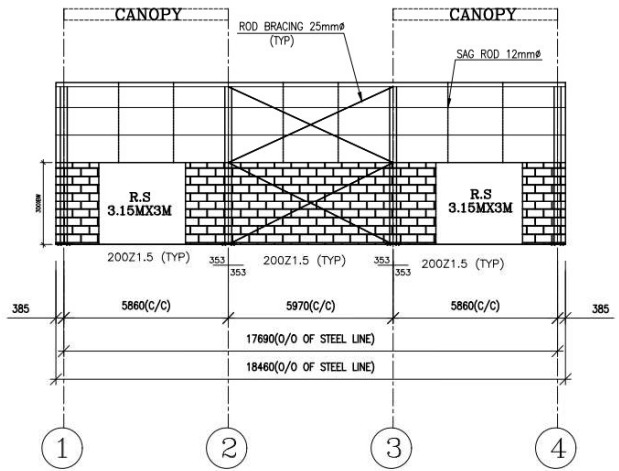 CANOPY
CANOPY
ROD BRACING 25mmø
(TYP)
SAG ROD 12mmø
R.S
3.15MX3M
R.S
3.15MX3M
200Z1.5 (TYP)
353
353
200Z1.5 (TYP)
353
353
200Z1.5 (TYP)
385
5860(C/C)
5970(C/C)
5860(C/C)
385
17690(O/O OF STEEL LINE)
18460(O/O OF STEEL LINE)
1
2
3
4